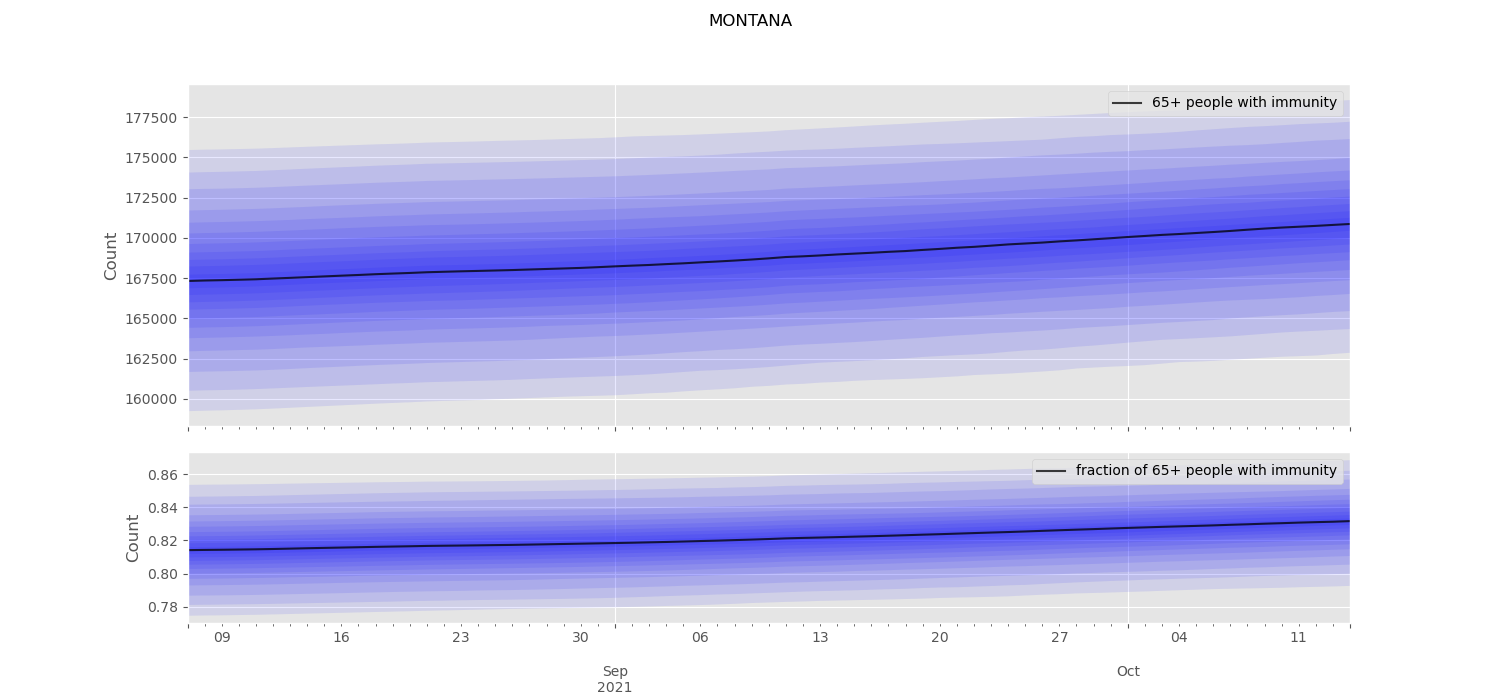 MONTANA
65+ people with immunity
177500
175000
172500
170000
167500
165000
162500
160000
Count
fraction of 65+ people with immunity
0.86
0.84
0.82
0.80
0.78
Count
09 16 23 30 06 13 20 27 04 11
Sep Oct
2021